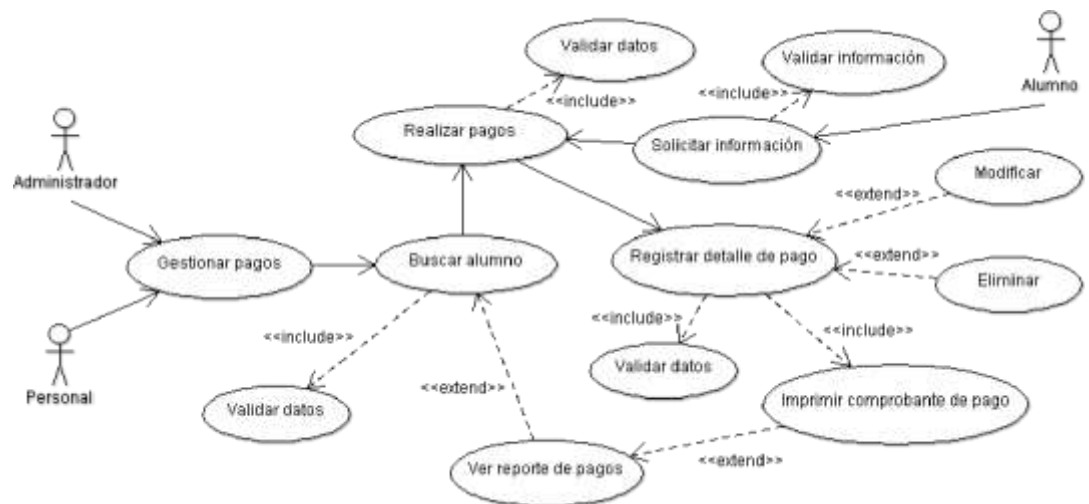 Validar datos
Validar información
Alumno
<<include>>
<<include>>
Realizar pagos
Solicitar información
Administrador
Modificar
<<extend>>
Gestionar pagos
Buscar alumno
Registrar detalle de pago
<<extend>>
Eliminar
<<include>>
<<include>>
<<include>>
Personal
Validar datos
<<extend>>
Validar datos
Imprimir comprobante de pago
Ver reporte de pagos
<<extend>>